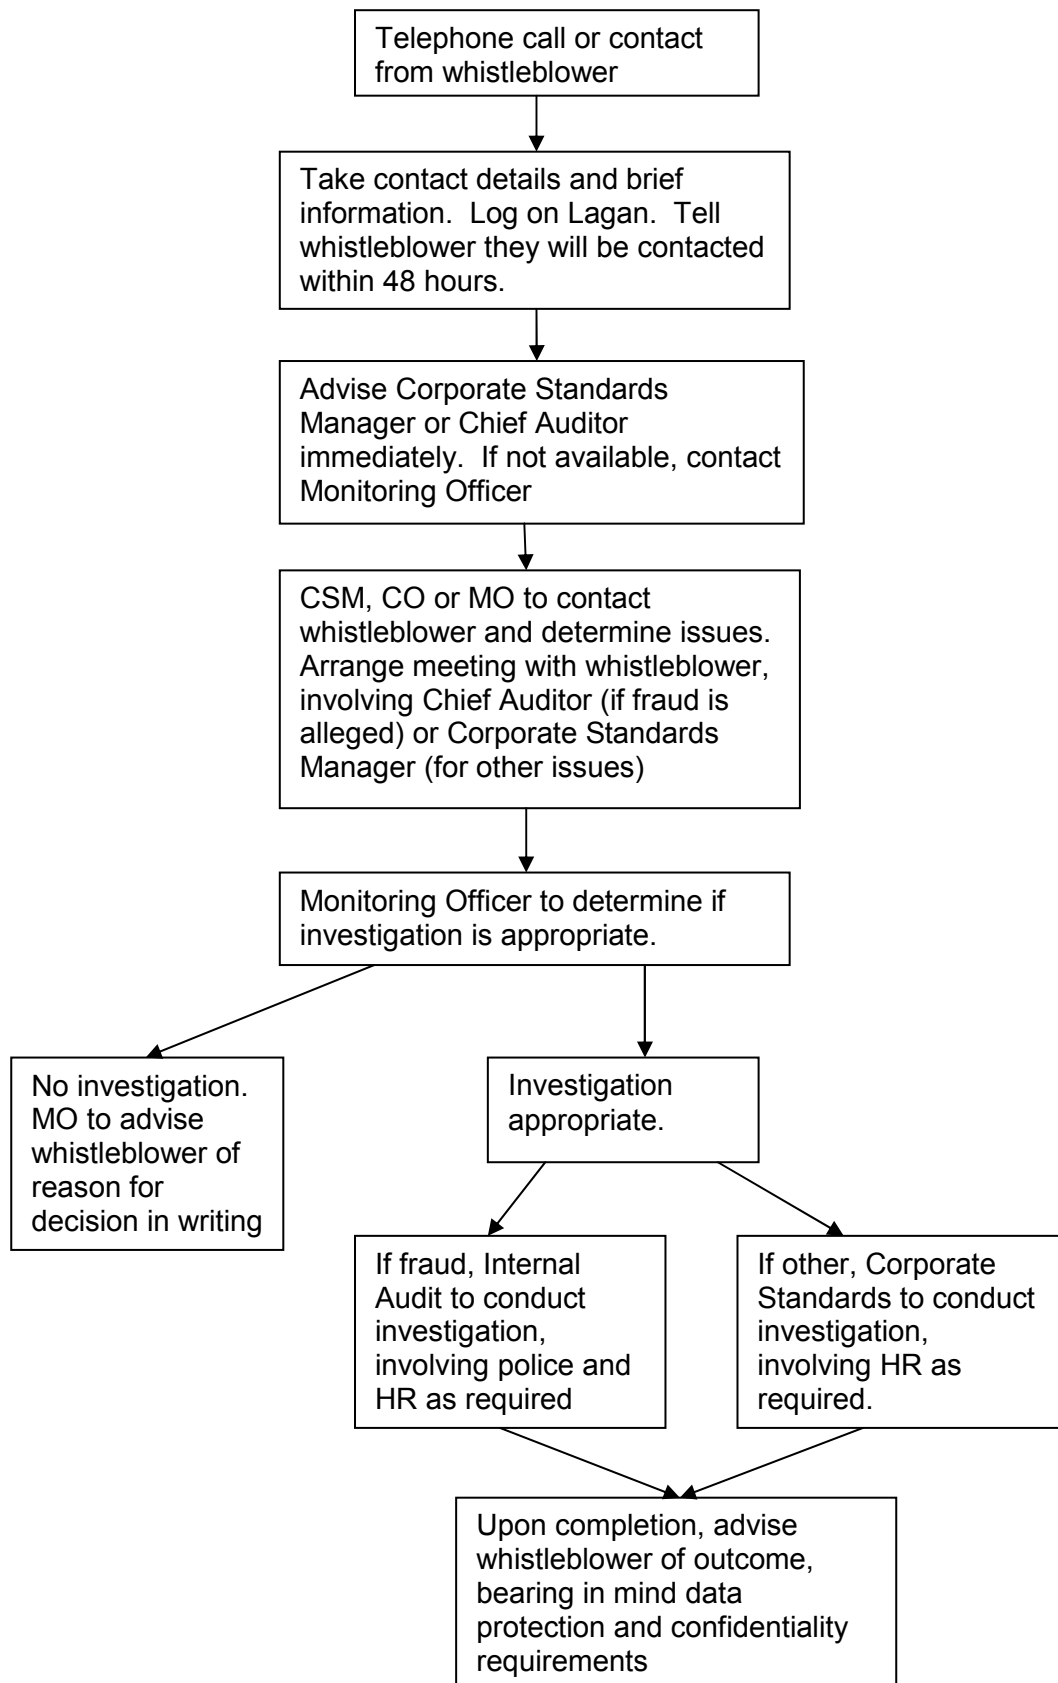 Telephone call or contact
from whistleblower
Take contact details and brief
information.  Log on Lagan.  Tell
whistleblower they will be contacted
within 48 hours.
Advise Corporate Standards
Manager or Chief Auditor
immediately.  If not available, contact
Monitoring Officer
CSM, CO or MO to contact
whistleblower and determine issues.
Arrange meeting with whistleblower,
involving Chief Auditor (if fraud is
alleged) or Corporate Standards
Manager (for other issues)
Monitoring Officer to determine if
investigation is appropriate.
No investigation.
MO to advise
whistleblower of
reason for
decision in writing
Investigation
appropriate.
If fraud, Internal
Audit to conduct
investigation,
involving police and
HR as required
If other, Corporate
Standards to conduct
investigation,
involving HR as
required.
Upon completion, advise
whistleblower of outcome,
bearing in mind data
protection and confidentiality
requirements